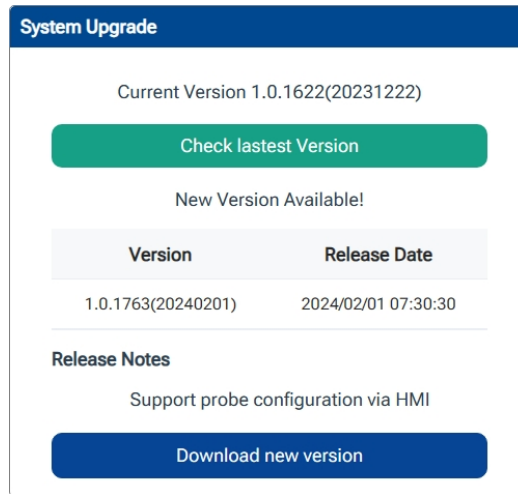 System Upgrade
Current Version 1.0.1622(20231222)
Check lastest Version
New Version Available!
Version Release Date
1.0.1763(20240201) 2024/02/01 07:30:30
Release Notes
Support probe configuration via HMI
Download new version